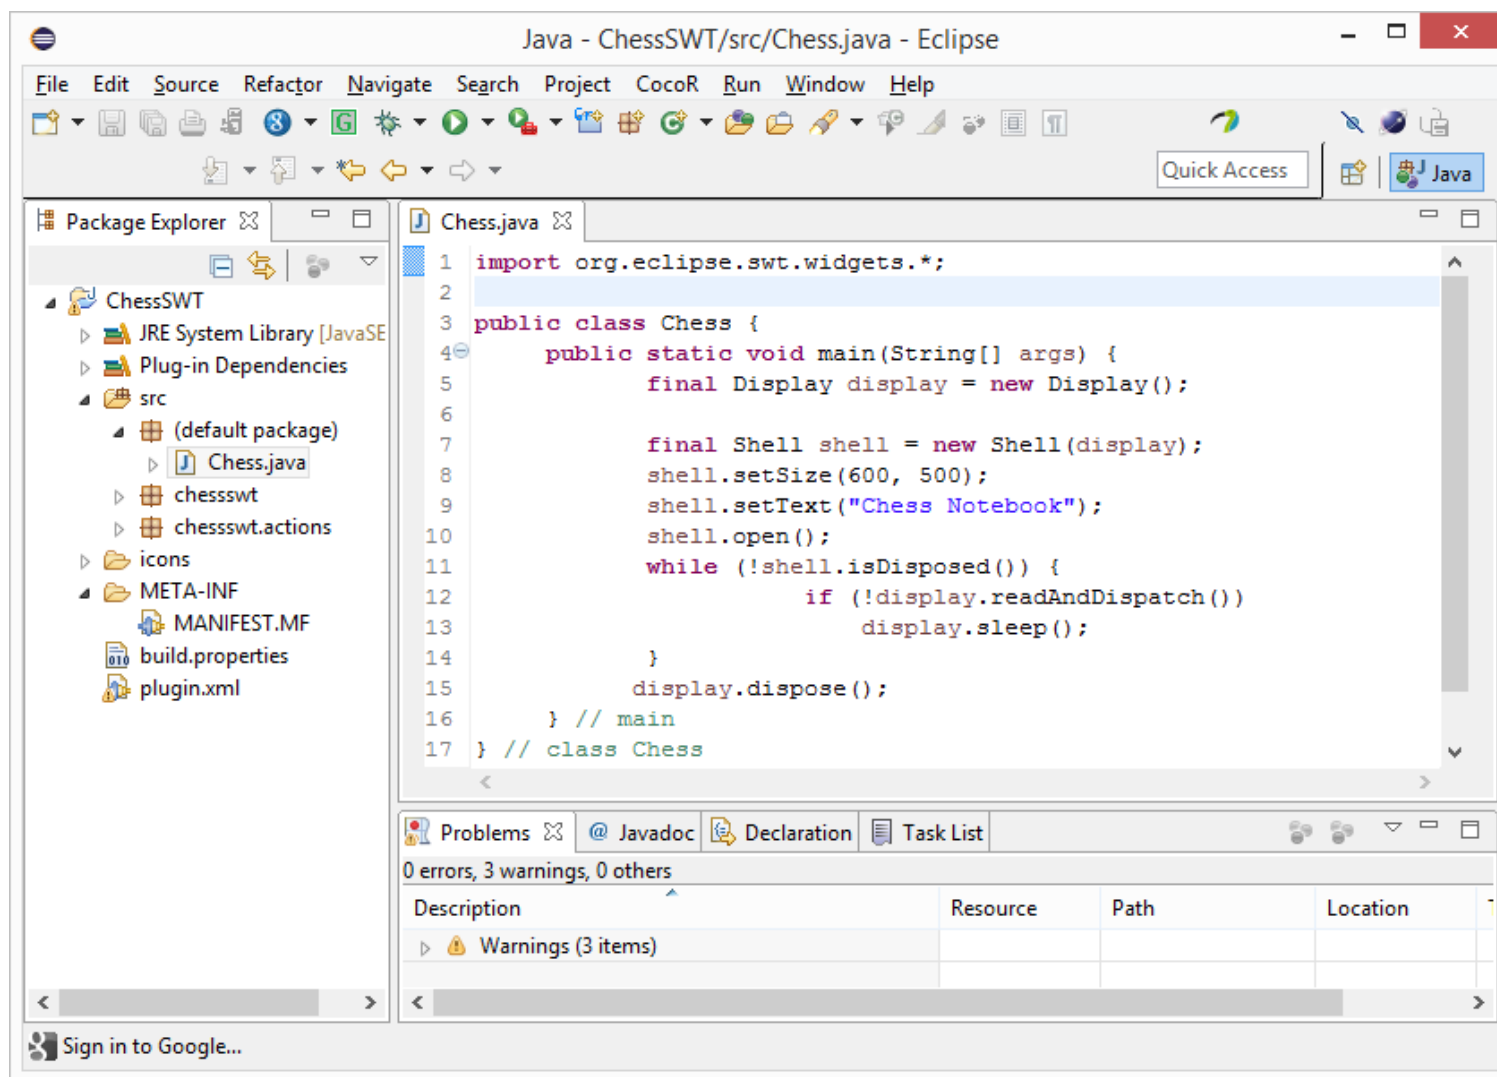 Java - ChessSWT/src/Chess.java - Eclipse
File Edit Source Refactor Navigate Search Project CocoR Run Window Help
Quick Access
Java
Package Explorer
ChessSWT
JRE System Library [JavaSE
Plug-in Dependencies
src
(default package)
Chess.java
chessswt
chessswt.actions
icons
META-INF
MANIFEST.MF
build.properties
plugin.xml
Chess.java
1 import org.eclipse.swt.widgets.*;
2
3 public class Chess {
4 public static void main(String[] args) {
5 final Display display = new Display();
6
7 final Shell shell = new Shell(display);
8 shell.setSize(600, 500);
9 shell.setText("Chess Notebook");
10 shell.open();
11 while (!shell.isDisposed()) {
12 if (!display.readAndDispatch())
13 display.sleep();
14 }
15 display.dispose();
16 } // main
17 } // class Chess
Problems @ Javadoc Declaration Task List
0 errors, 3 warnings, 0 others
Description Resource Path Location
Warnings (3 items)
Sign in to Google...